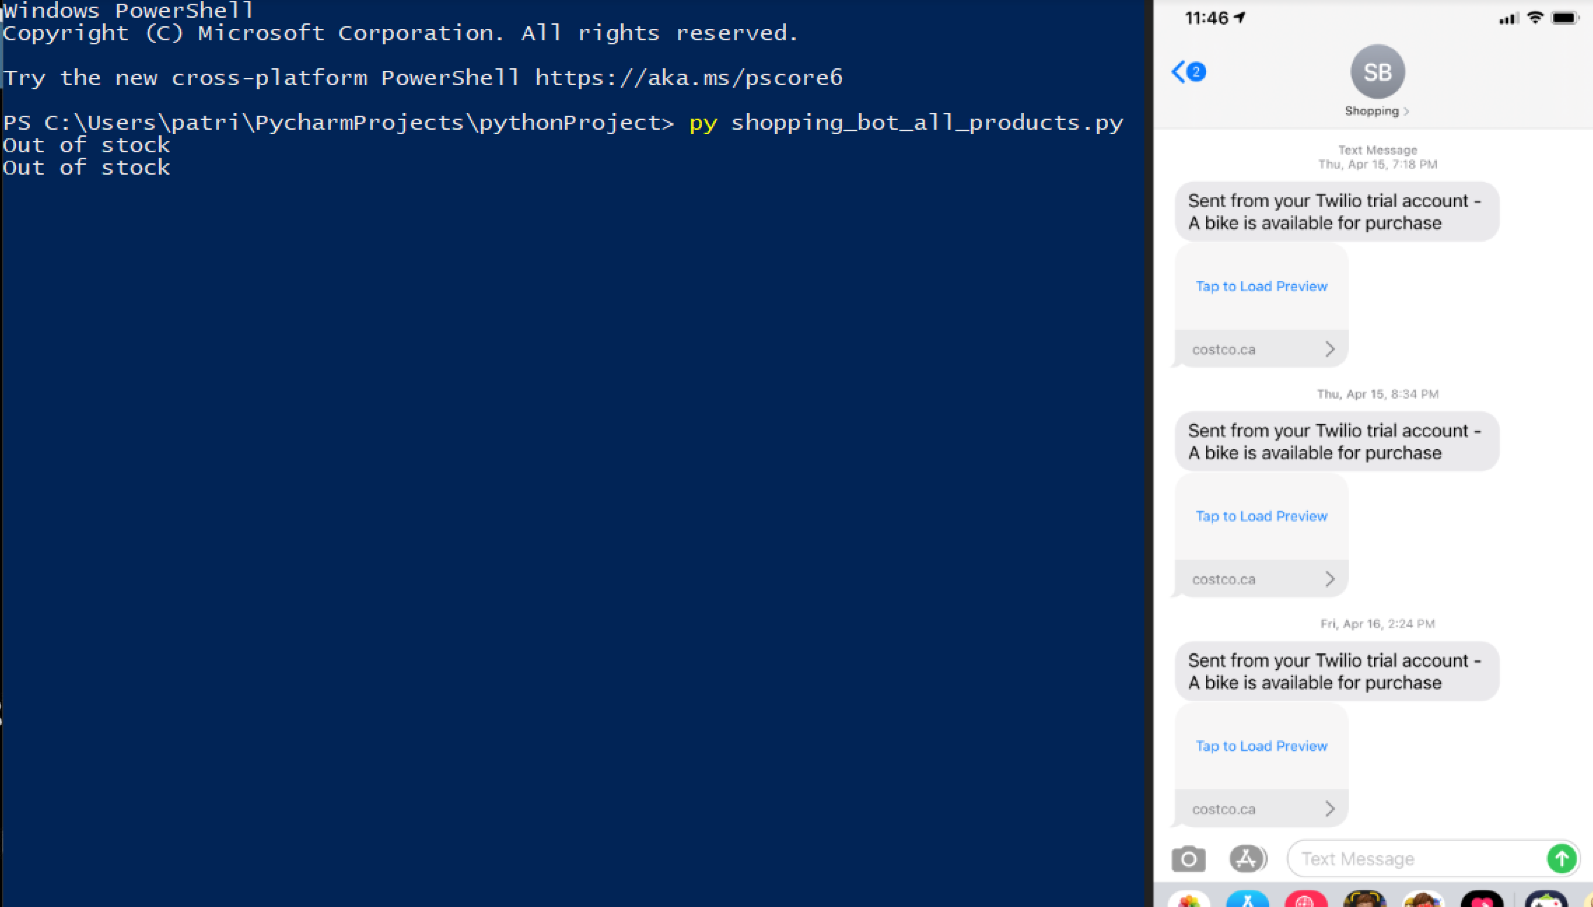 Windows PowerShell
Copyright (C) Microsoft Corporation. All rights reserved.
Try the new cross-platform PowerShell https://aka.ms/pscore6
PS C:\Users\patri\PycharmProjects\pythonProject> py shopping_bot_all_products.py
Out of stock
Out of stock
11:46
2
SB
Shopping
Text Message
Thu, Apr 15, 7:18 PM
Sent from your Twilio trial account -
A bike is available for purchase
Tap to Load Preview
costco.ca
Thu, Apr 15, 8:34 PM
Sent from your Twilio trial account -
A bike is available for purchase
Tap to Load Preview
costco.ca
Fri, Apr 16, 2:24 PM
Sent from your Twilio trial account -
A bike is available for purchase
Tap to Load Preview
costco.ca
Text Message